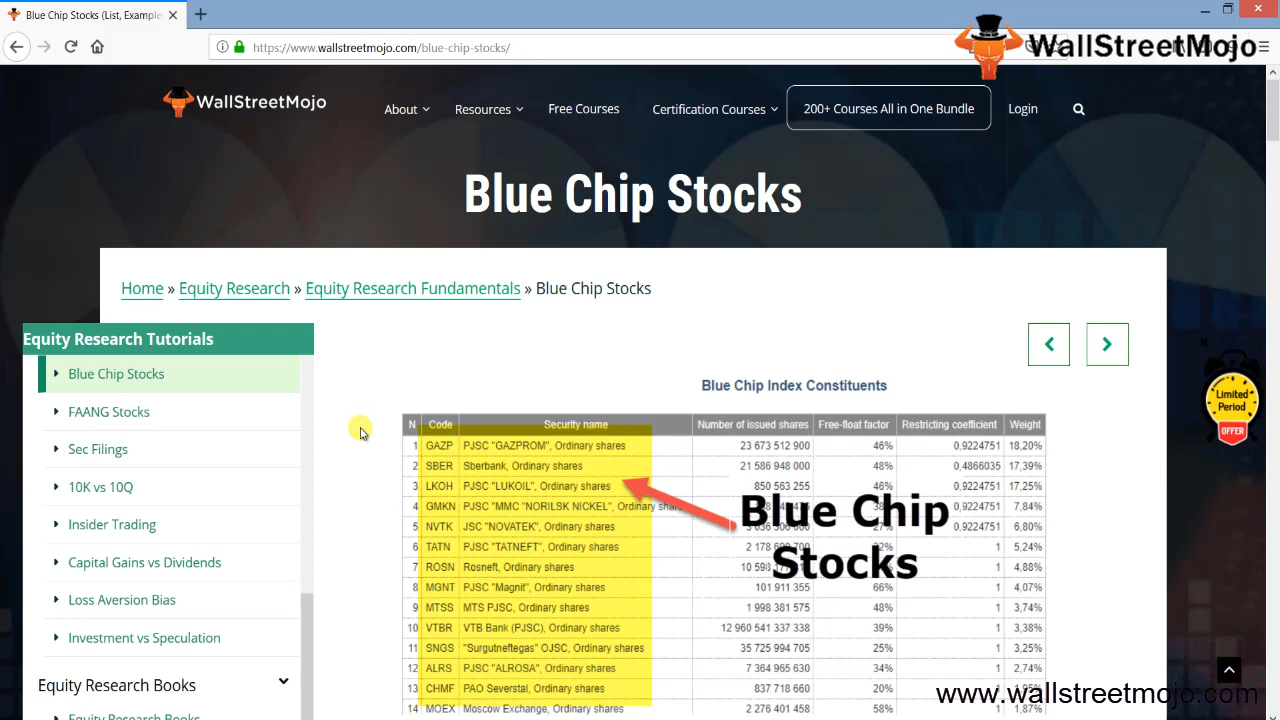 Blue Chip Stocks (List, Example
https://www.wallstreetmojo.com/blue-chip-stocks/
WallStreetMojo
WallStreetMojo
About
Resources
Free Courses
Certification Courses
200+ Courses All in One Bundle
Login
Blue Chip Stocks
Home » Equity Research » Equity Research Fundamentals » Blue Chip Stocks
Equity Research Tutorials
Blue Chip Stocks
FAANG Stocks
Sec Filings
10K vs 10Q
Insider Trading
Capital Gains vs Dividends
Loss Aversion Bias
Investment vs Speculation
Equity Research Books
Equity Research Books
Blue Chip Index Constituents
N Code Security name Number of issued shares Free-float factor Restricting coefficient Weight
1 GAZP PJSC "GAZPROM", Ordinary shares 23 673 512 900 46% 0,9224751 18,20%
2 SBER Sberbank, Ordinary shares 21 586 948 000 48% 0,4866035 17,39%
3 LKOH PJSC "LUKOIL", Ordinary shares 850 563 255 46% 0,9224751 17,25%
4 GMKN PJSC "MMC "NORILSK NICKEL", Ordinary 0,9224751 7,84%
5 NVTK JSC "NOVATEK", Ordinary shares 27% 0,9224751 6,80%
6 TATN PJSC "TATNEFT", Ordinary shares 2 178 32% 1 5,24%
7 ROSN Rosneft, Ordinary shares 10 598 1 4,88%
8 MGNT PJSC "Magnit", Ordinary shares 101 911 355 66% 1 4,07%
9 MTSS MTS PJSC, Ordinary shares 1 998 381 575 48% 1 3,74%
10 VTBR VTB Bank (PJSC), Ordinary shares 12 960 541 337 338 39% 1 3,38%
11 SNGS "Surgutneftegas" OJSC, Ordinary shares 35 725 994 705 25% 1 3,25%
12 ALRS PJSC "ALROSA", Ordinary shares 7 364 965 630 34% 1 2,74%
13 CHMF PAO Severstal, Ordinary shares 837 718 660 20% 1
14 MOEX Moscow Exchange, Ordinary shares 2 276 401 458 58% 1 1,87%
Blue Chip
Stocks
Limited
Period
OFFER
www.wallstreetmojo.com